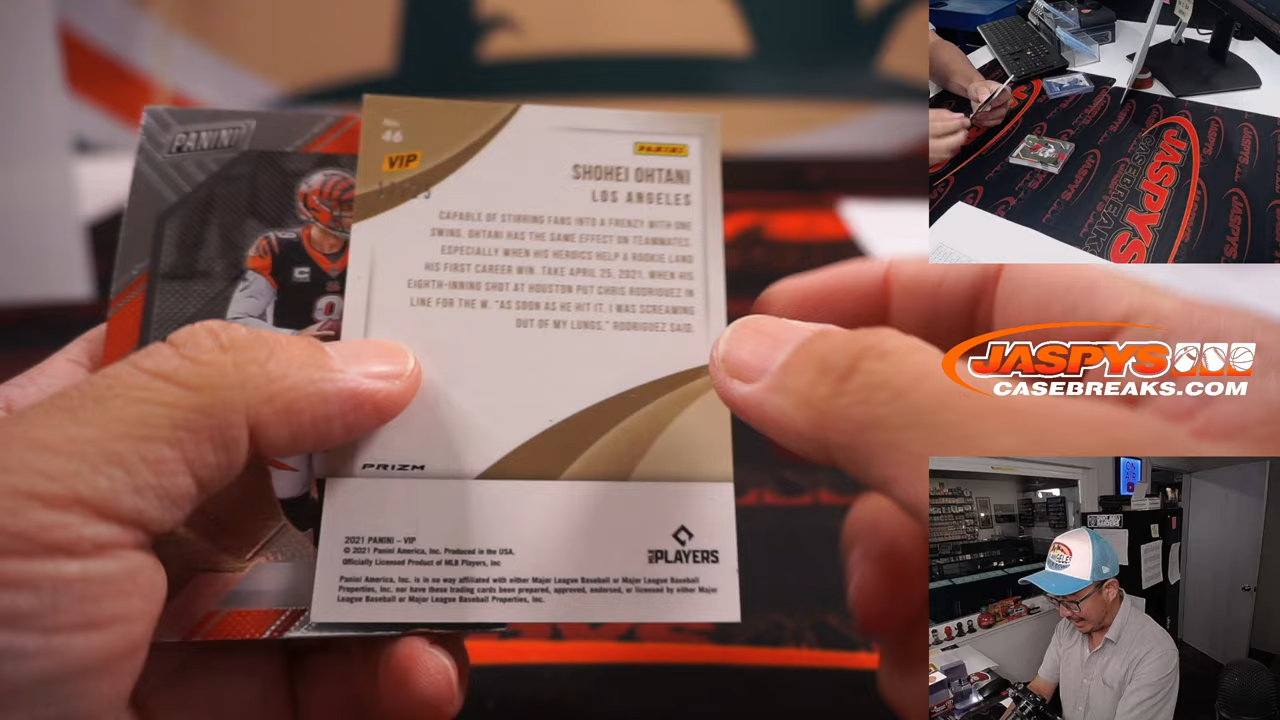 PANINI
No.
46
VIP
PANINI
SHOHEI OHTANI
LOS ANGELES
CAPABLE OF STIRRING FANS INTO A FRENZY WITH ONE
SWING, OHTANI HAS THE SAME EFFECT ON TEAMMATES,
ESPECIALLY WHEN HIS HEROICS HELP A ROOKIE LAND
HIS FIRST CAREER WIN. TAKE APRIL 25, 2021, WHEN HIS
EIGHTH-INNING SHOT AT HOUSTON PUT CHRIS RODRIGUEZ IN
LINE FOR THE W. "AS SOON AS HE HIT IT, I WAS SCREAMING
OUT OF MY LUNGS," RODRIGUEZ SAID.
PRIZM
2021 PANINI – VIP
© 2021 Panini America, Inc. Produced in the USA.
Officially Licensed Product of MLB Players, Inc
MLB PLAYERS
Panini America, Inc. is in no way affiliated with either Major League Baseball or Major League Baseball
Properties, Inc. nor have these trading cards been prepared, approved, endorsed, or licensed by either Major
League Baseball or Major League Baseball Properties, Inc.
C
9
JASPYS
CASEBREAKS
JASPYS
CASEBREAKS.COM
ON
AIR